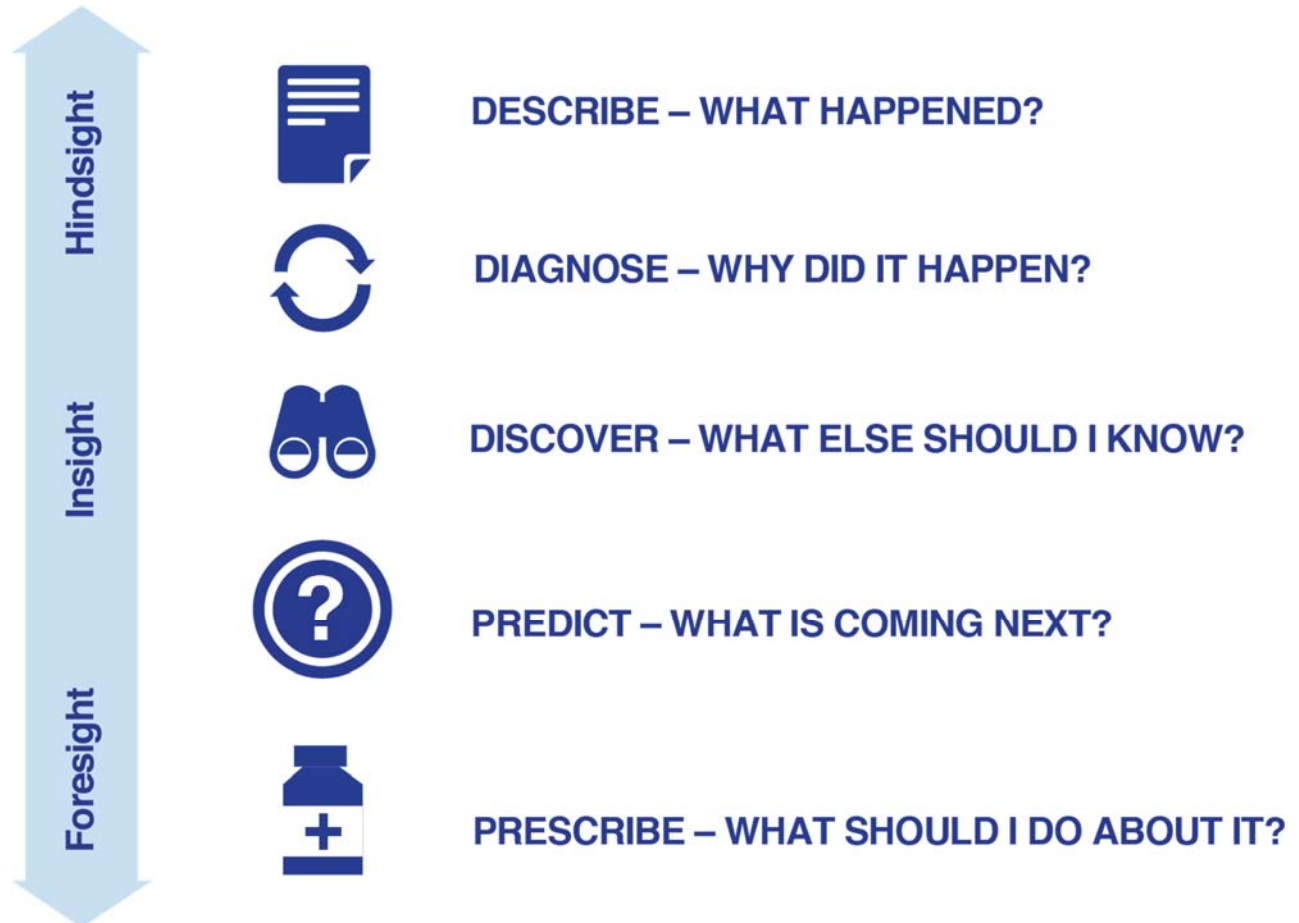 Hindsight
DESCRIBE – WHAT HAPPENED?
DIAGNOSE – WHY DID IT HAPPEN?
Insight
DISCOVER – WHAT ELSE SHOULD I KNOW?
?
PREDICT – WHAT IS COMING NEXT?
Foresight
PRESCRIBE – WHAT SHOULD I DO ABOUT IT?